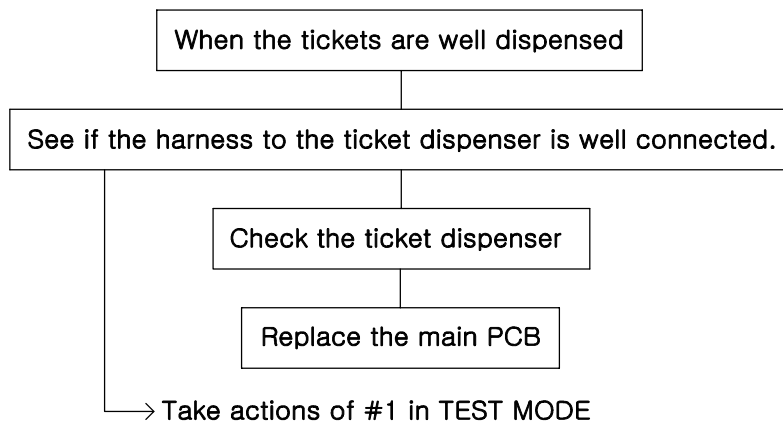 When the tickets are well dispensed
See if the harness to the ticket dispenser is well connected.
Check the ticket dispenser
Replace the main PCB
Take actions of #1 in TEST MODE